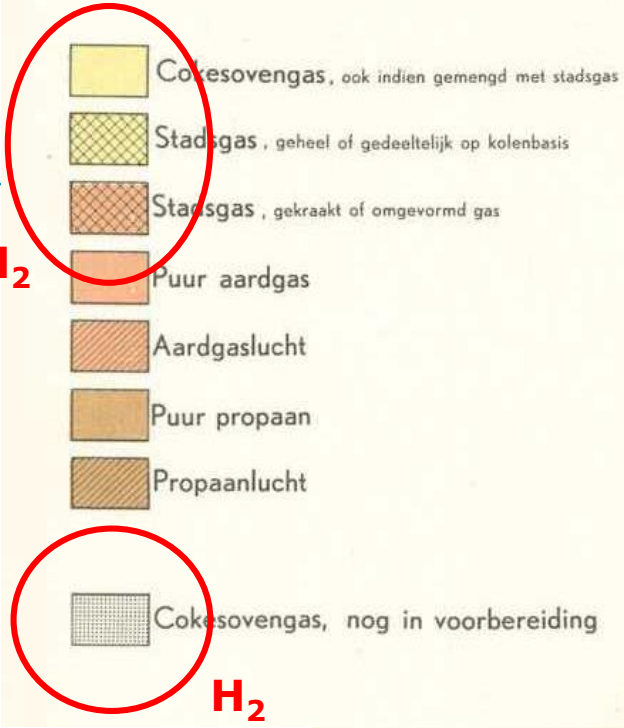 Cokesovengas, ook indien gemengd met stadsgas
Stadsgas, geheel of gedeeltelijk op kolenbasis
Stadsgas, gekraakt of omgevormd gas
H₂
Puur aardgas
Aardgaslucht
Puur propaan
Propaanlucht
Cokesovengas, nog in voorbereiding
H₂